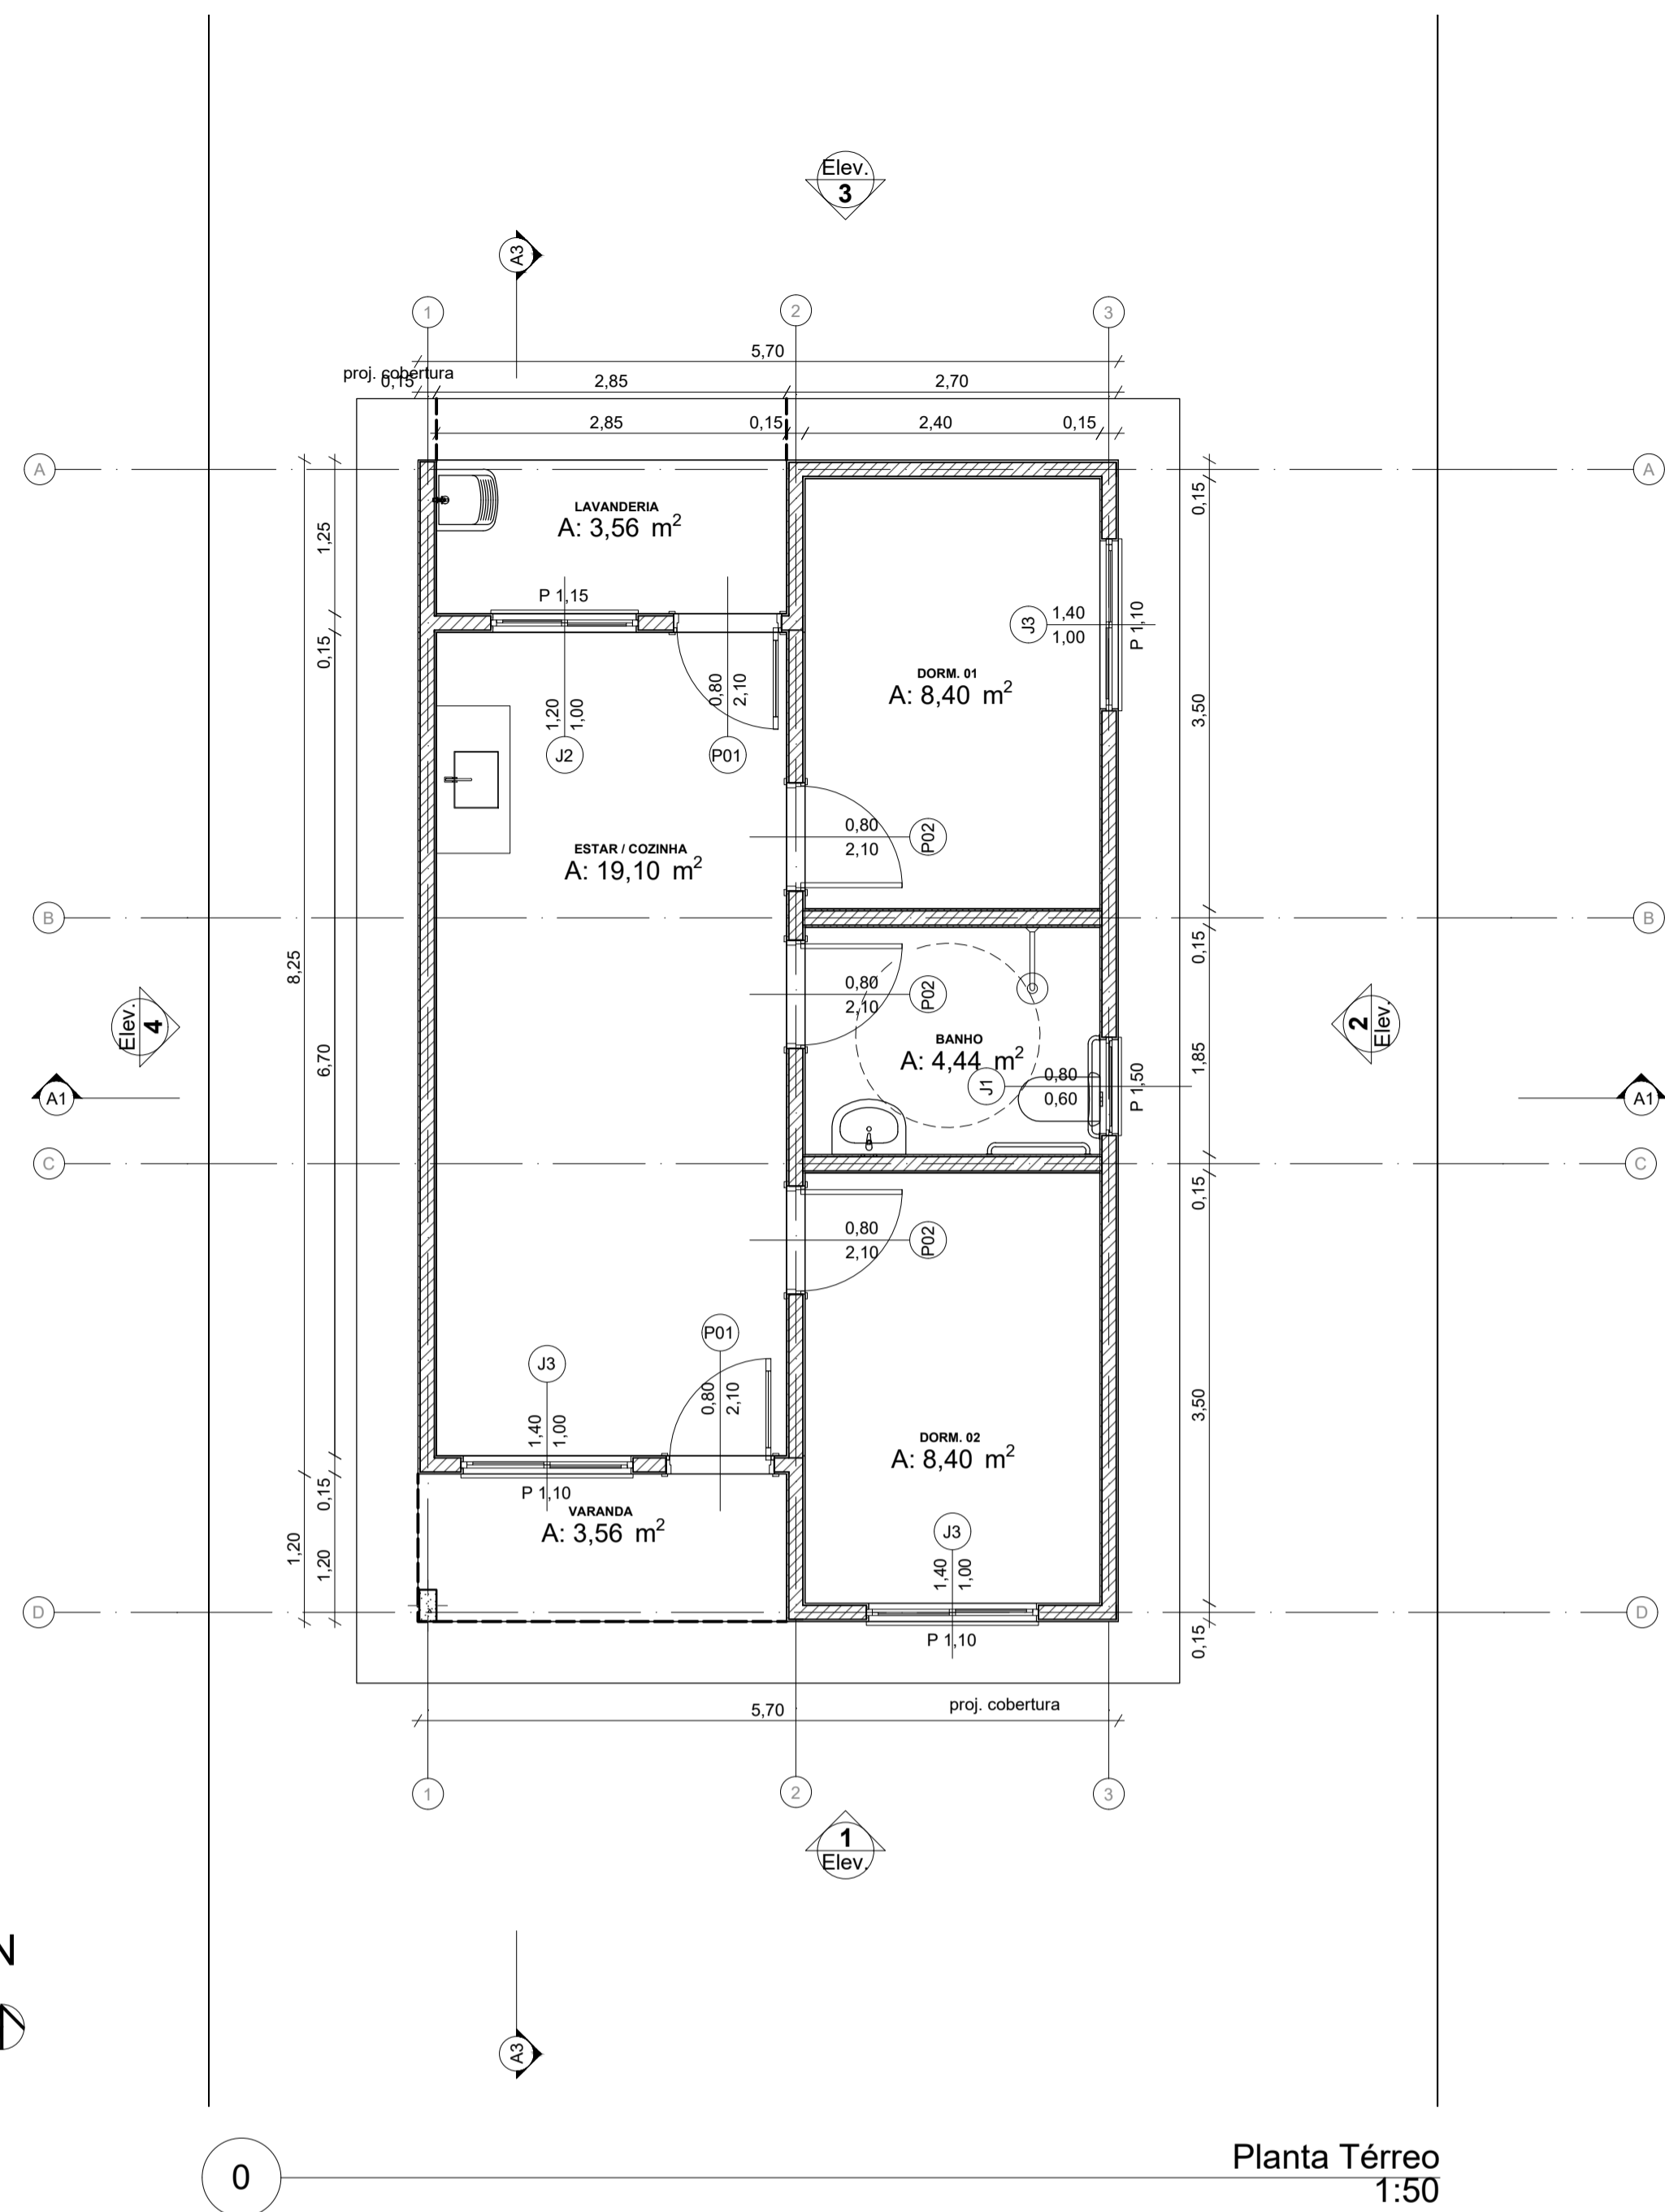 Elev.
3
A3
1
2
3
5,70
proj. cobertura
0,15
2,85
2,70
2,85
0,15
2,40
0,15
A
A
LAVANDERIA
A: 3,56 m²
0,15
1,25
P 1,15
J3
1,40
1,00
P 1,10
0,15
DORM. 01
A: 8,40 m²
0,80
2,10
1,20
1,00
3,50
J2
P01
0,80
2,10
P02
ESTAR / COZINHA
A: 19,10 m²
B
B
0,15
8,25
0,80
2,10
P02
Elev.
4
2
Elev.
BANHO
A: 4,44 m²
6,70
1,85
J1
0,80
0,60
P 1,50
A1
A1
C
C
0,15
0,80
2,10
P02
P01
J3
0,80
2,10
1,40
1,00
3,50
DORM. 02
A: 8,40 m²
P 1,10
0,15
VARANDA
A: 3,56 m²
J3
1,20
1,20
1,40
1,00
D
D
P 1,10
0,15
proj. cobertura
5,70
1
2
3
1
Elev.
N
A3
Planta Térreo
0
1:50